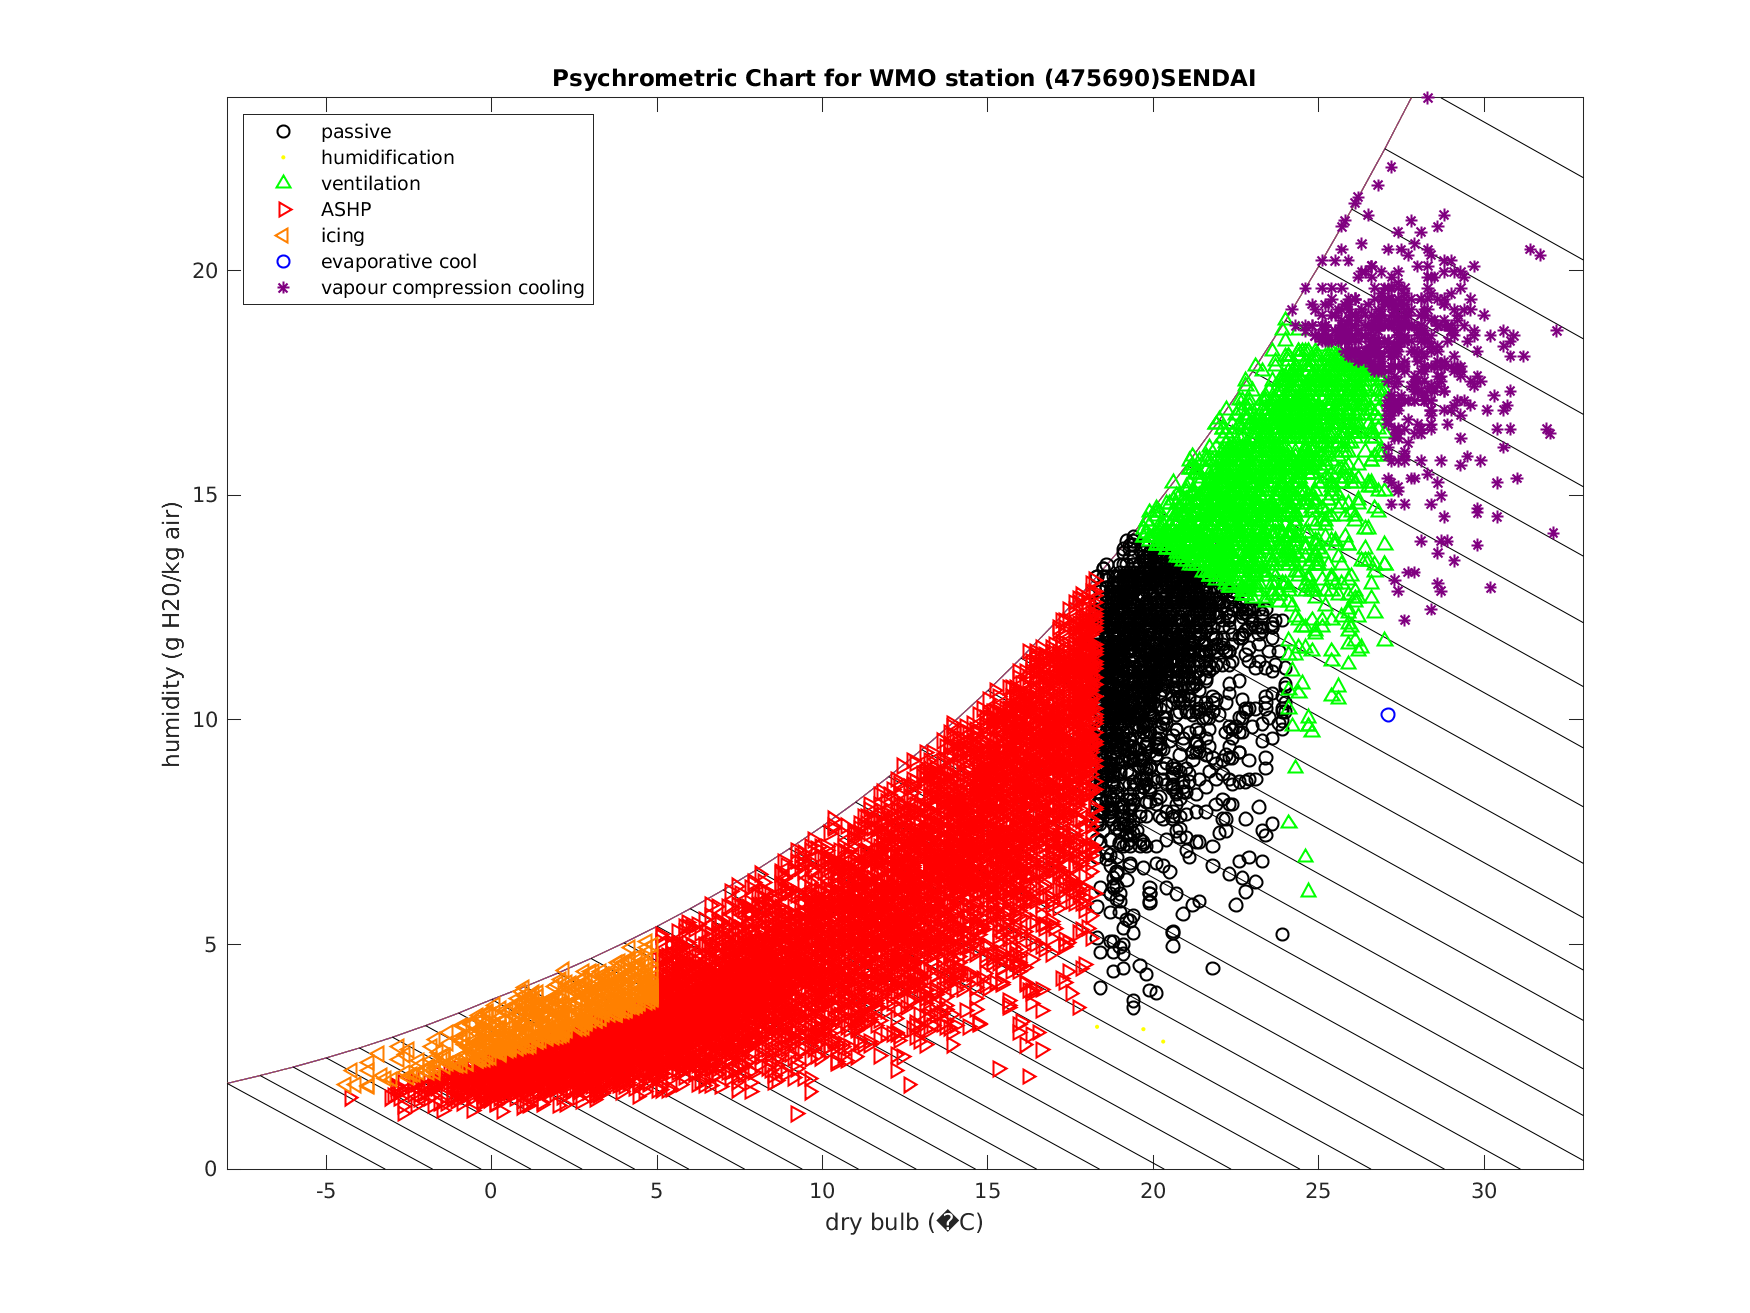 Psychrometric Chart for WMO station (475690)SENDAI
passive
humidification
ventilation
ASHP
icing
evaporative cool
vapour compression cooling
humidity (g H20/kg air)
20
15
10
5
0
-5 0 5 10 15 20 25 30
dry bulb (�C)